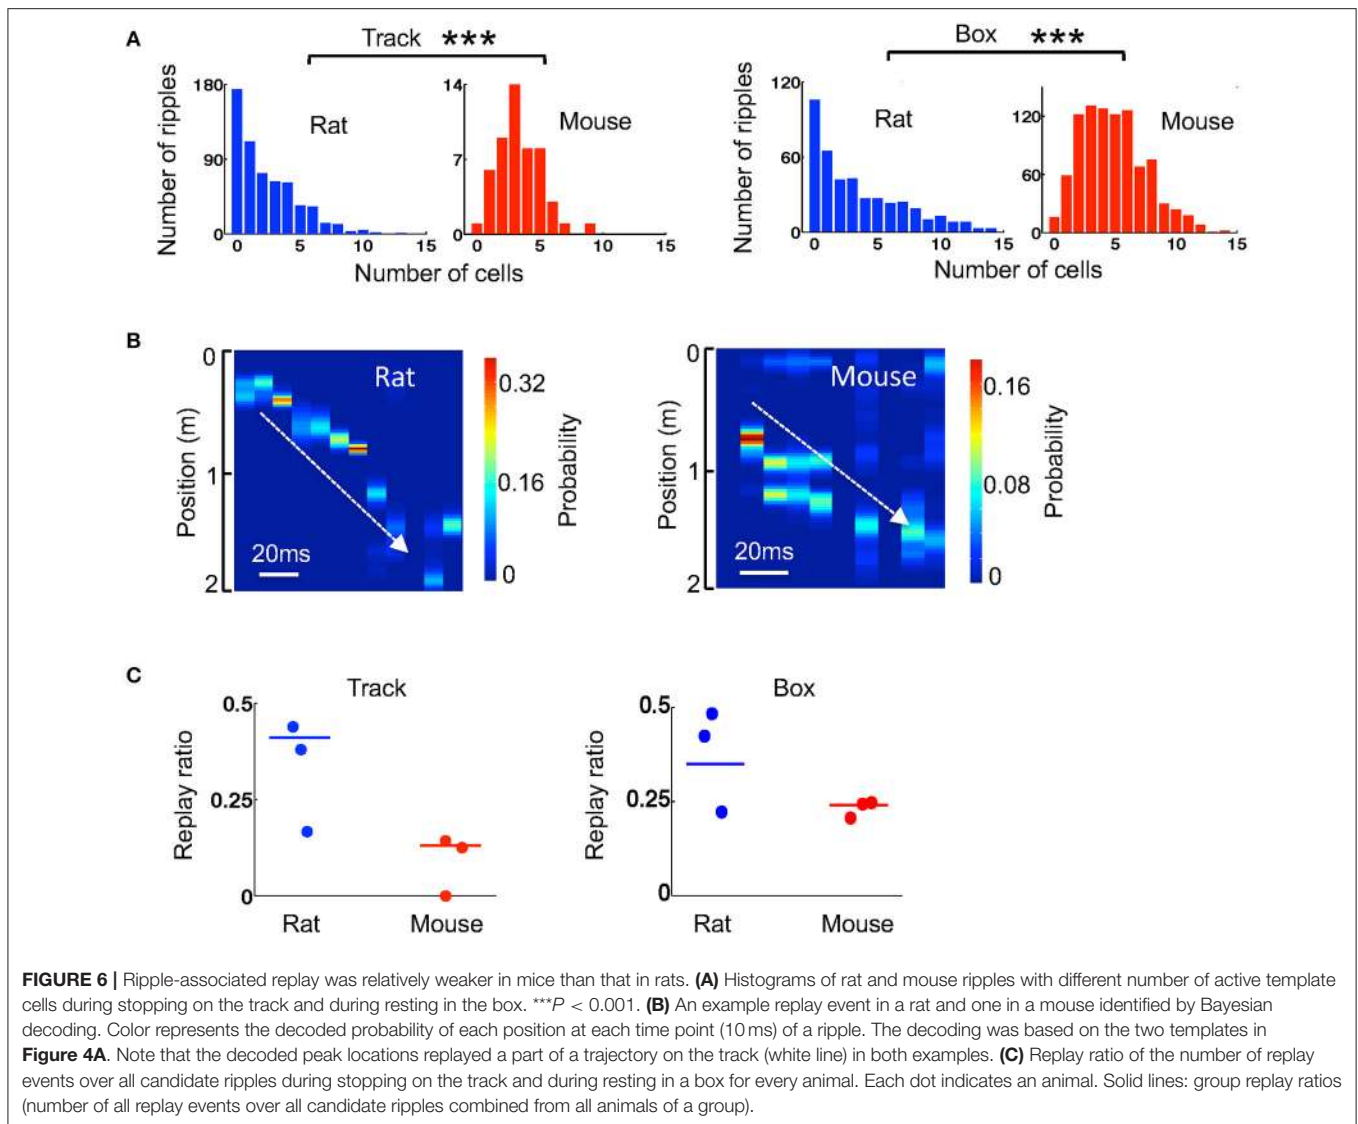 A
Track ***
Box ***
Number of ripples
180
90
0
Rat
0 5 10 15
14
7
0
Mouse
0 5 10 15
Number of cells
Number of ripples
120
60
0
Rat
0 5 10 15
120
60
0
Mouse
0 5 10 15
Number of cells
B
Position (m)
0
1
2
Rat
20ms
0.32
0.16
0
Probability
Position (m)
0
1
2
Mouse
20ms
0.16
0.08
0
Probability
C
Track
Replay ratio
0.5
0.25
0
Rat Mouse
Box
Replay ratio
0.5
0.25
0
Rat Mouse
FIGURE 6 | Ripple-associated replay was relatively weaker in mice than that in rats. (A) Histograms of rat and mouse ripples with different number of active template
cells during stopping on the track and during resting in the box. ***P < 0.001. (B) An example replay event in a rat and one in a mouse identified by Bayesian
decoding. Color represents the decoded probability of each position at each time point (10 ms) of a ripple. The decoding was based on the two templates in
Figure 4A. Note that the decoded peak locations replayed a part of a trajectory on the track (white line) in both examples. (C) Replay ratio of the number of replay
events over all candidate ripples during stopping on the track and during resting in a box for every animal. Each dot indicates an animal. Solid lines: group replay ratios
(number of all replay events over all candidate ripples combined from all animals of a group).